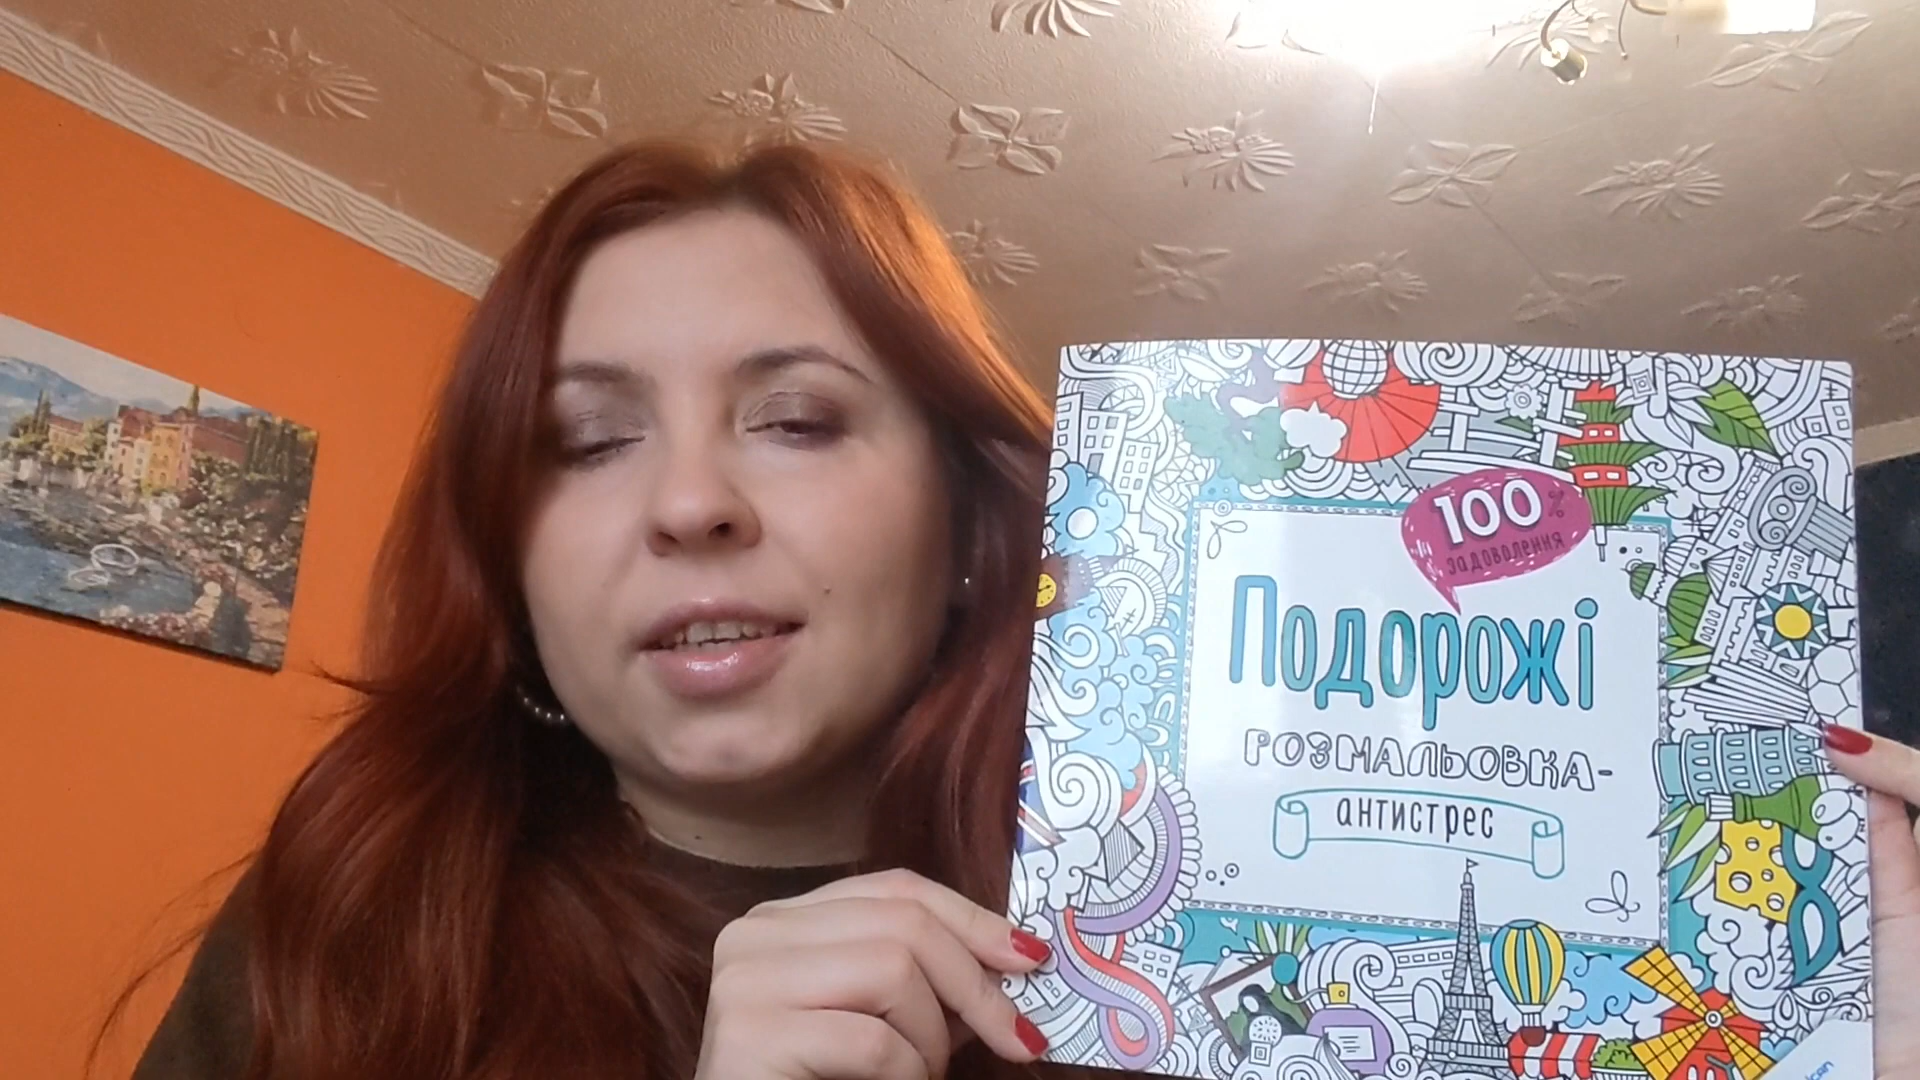 100%
задоволення
Подорожі
РОЗМАЛЬОВКА-
антистрес